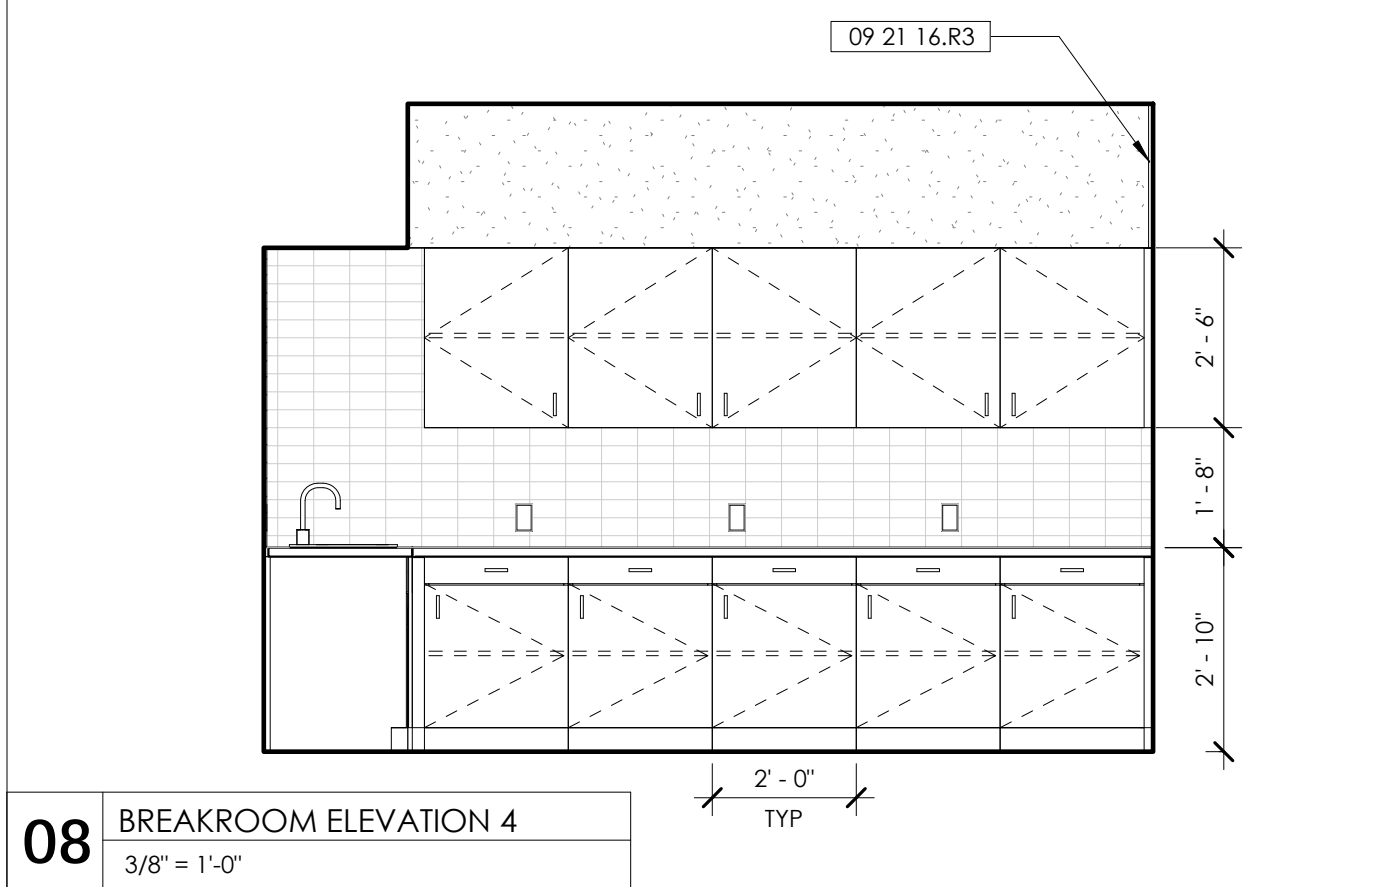 09 21 16.R3
2' - 6"
1' - 8"
2' - 10"
2' - 0"
TYP
08
BREAKROOM ELEVATION 4
3/8" = 1'-0"